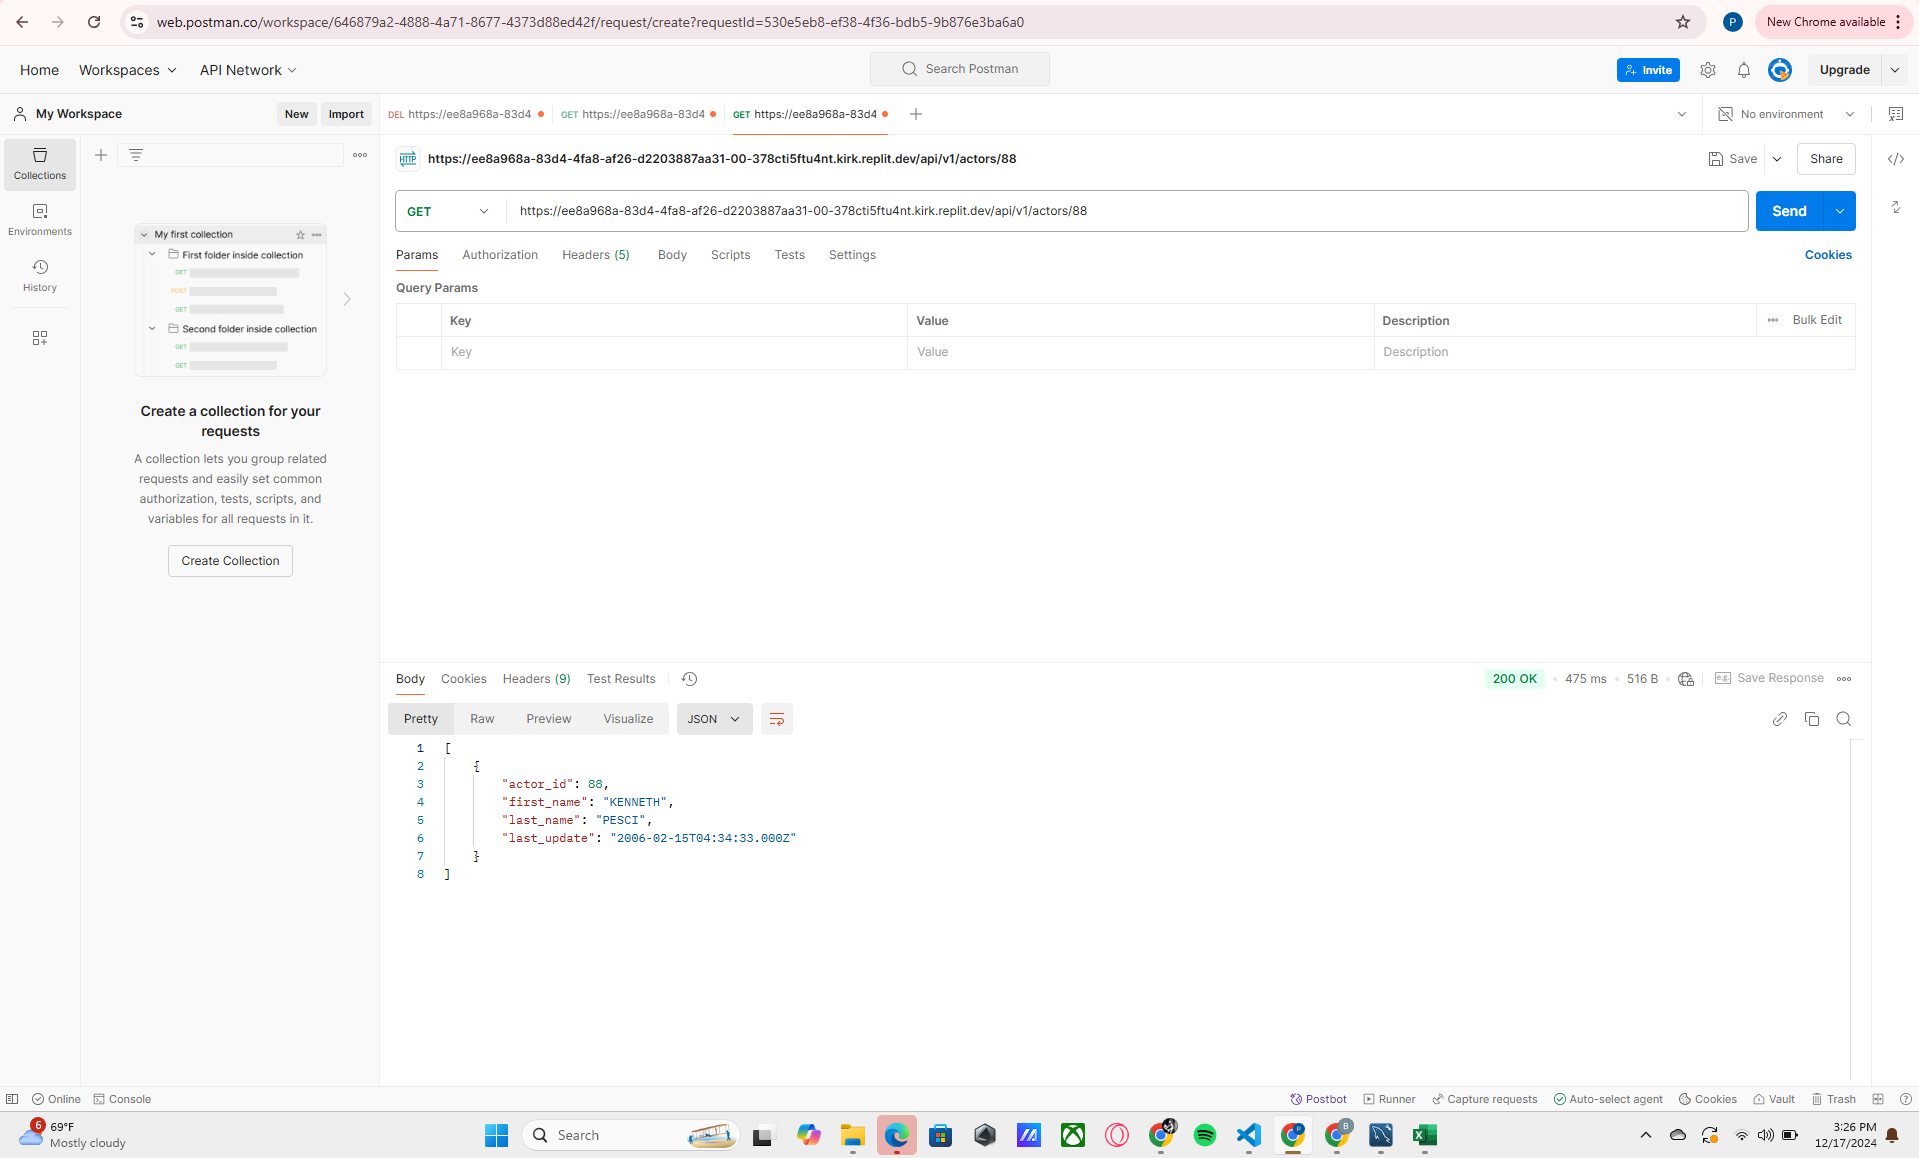 web.postman.co/workspace/646879a2-4888-4a71-8677-4373d88ed42f/request/create?requestId=530e5eb8-ef38-4f36-bdb5-9b876e3ba6a0
P
New Chrome available
Home
Workspaces
API Network
Search Postman
Invite
Upgrade
My Workspace
New
Import
DEL https://ee8a968a-83d4
GET https://ee8a968a-83d4
GET https://ee8a968a-83d4
No environment
Collections
Environments
History
My first collection
First folder inside collection
GET
POST
GET
Second folder inside collection
GET
GET
Create a collection for your
requests
A collection lets you group related
requests and easily set common
authorization, tests, scripts, and
variables for all requests in it.
Create Collection
HTTP https://ee8a968a-83d4-4fa8-af26-d2203887aa31-00-378cti5ftu4nt.kirk.replit.dev/api/v1/actors/88
Save
Share
GET https://ee8a968a-83d4-4fa8-af26-d2203887aa31-00-378cti5ftu4nt.kirk.replit.dev/api/v1/actors/88
Send
Params Authorization Headers (5) Body Scripts Tests Settings
Cookies
Query Params
Key Value Description Bulk Edit
Key Value Description
Body Cookies Headers (9) Test Results
200 OK 475 ms 516 B e.g. Save Response
Pretty Raw Preview Visualize JSON
1 [
2 {
3 "actor_id": 88,
4 "first_name": "KENNETH",
5 "last_name": "PESCI",
6 "last_update": "2006-02-15T04:34:33.000Z"
7 }
8 ]
Online Console
Postbot Runner Capture requests Auto-select agent Cookies Vault Trash
6
69°F
Mostly cloudy
Search
P
B
3:26 PM
12/17/2024